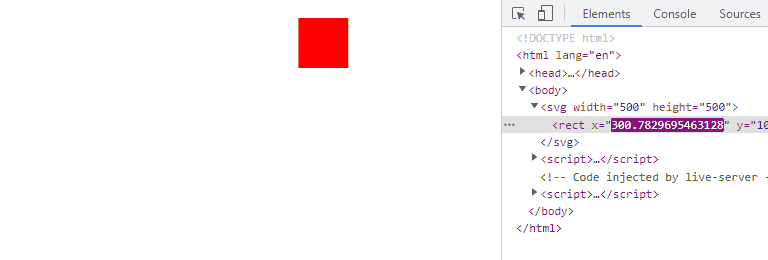 Elements Console Sources
<!DOCTYPE html>
<html lang="en">
<head>…</head>
<body>
<svg width="500" height="500">
<rect x="300.7829695463128" y="10
</svg>
<script>…</script>
<!-- Code injected by live-server -
<script>…</script>
</body>
</html>